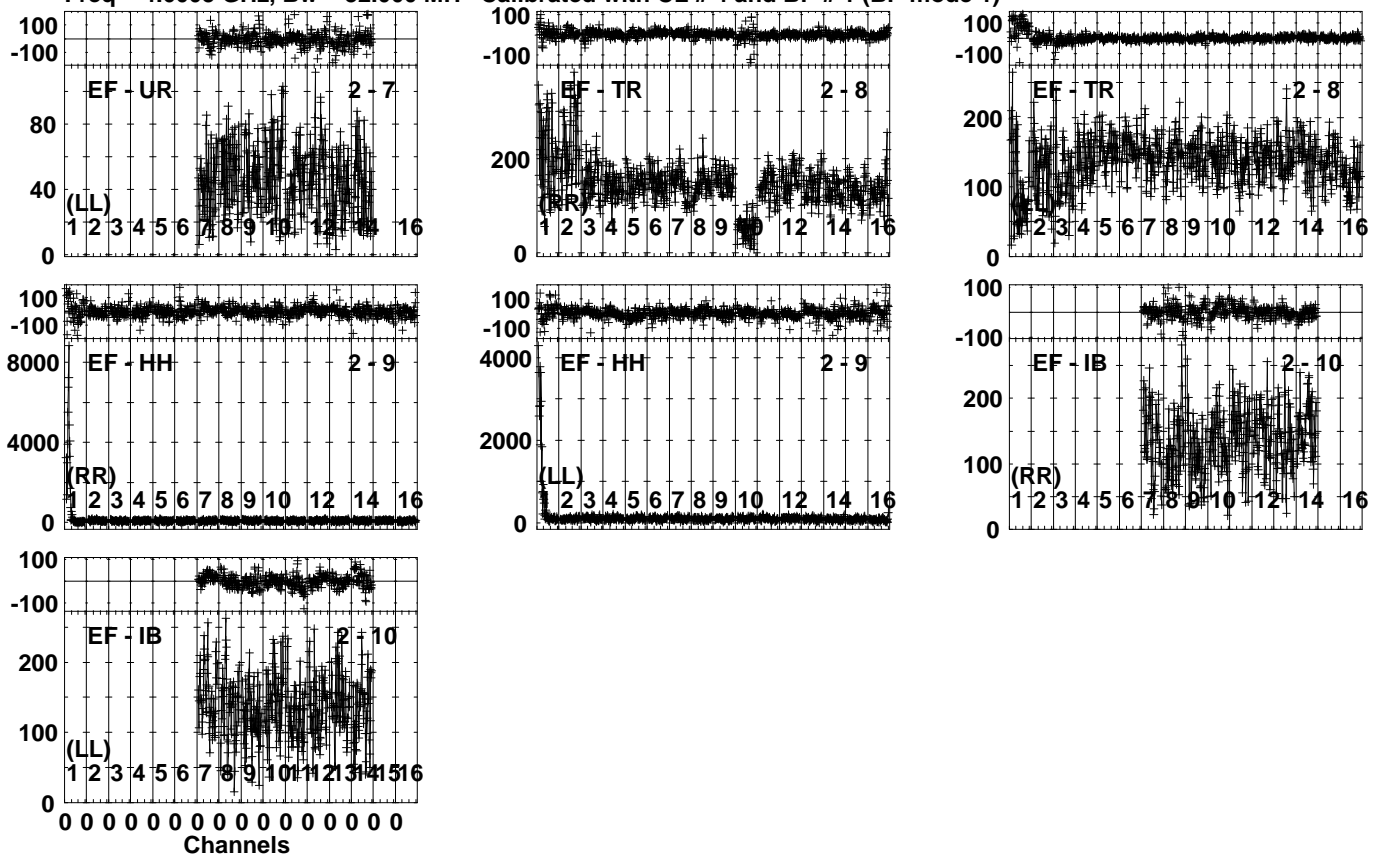 100
-100
EF - UR 2 - 7
80
40
(LL)
1 2 3 4 5 6 7 8 9 10 12 14 16
0
100
-100
EF - TR 2 - 8
200
(RR)
1 2 3 4 5 6 7 8 9 10 12 14 16
0
100
-100
EF - TR 2 - 8
200
100
2 3 4 5 6 7 8 9 10 12 14 16
0
100
-100
EF - HH 2 - 9
8000
4000
(RR)
1 2 3 4 5 6 7 8 9 10 12 14 16
0
100
-100
EF - HH 2 - 9
4000
2000
(LL)
1 2 3 4 5 6 7 8 9 10 12 14 16
0
100
-100
EF - IB 2 - 10
200
100
(RR)
1 2 3 4 5 6 7 8 9 10 12 14 16
0
100
-100
EF - IB 2 - 10
200
100
(LL)
1 2 3 4 5 6 7 8 9 10 11 12 13 14 15 16
0
0 0 0 0 0 0 0 0 0 0 0 0 0 0 0 0
Channels